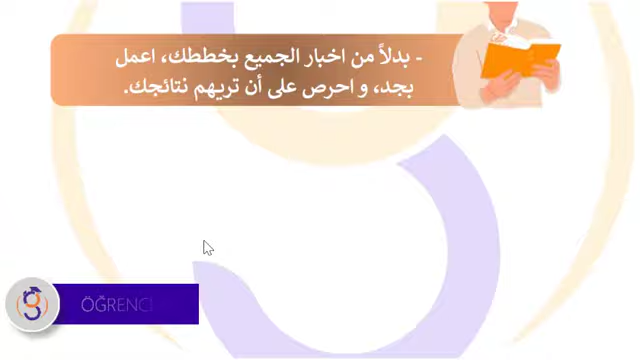 - بدلاً من اخبار الجميع بخططك، اعمل
بجد، و احرص على أن تريهم نتائجك.
ÖĞRENCİ